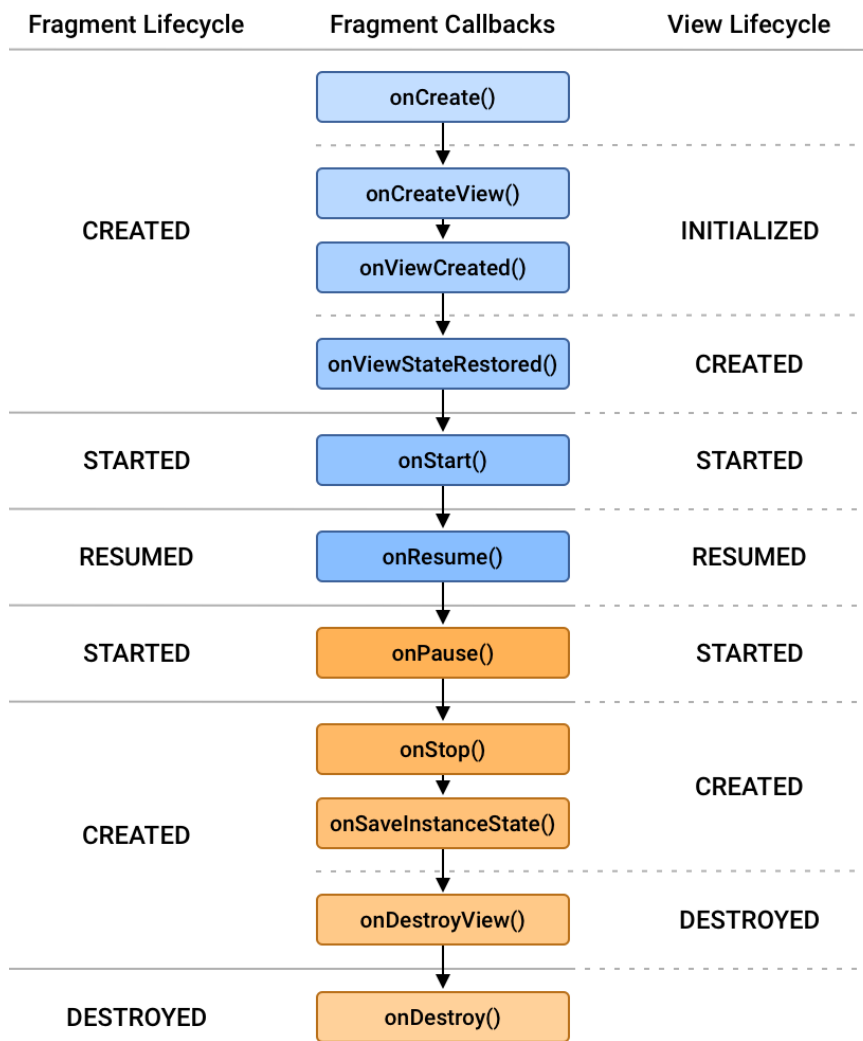 Fragment Lifecycle Fragment Callbacks View Lifecycle
onCreate()
onCreateView()
CREATED INITIALIZED
onViewCreated()
onViewStateRestored() CREATED
STARTED onStart() STARTED
RESUMED onResume() RESUMED
STARTED onPause() STARTED
onStop()
CREATED
onSaveInstanceState()
CREATED
onDestroyView() DESTROYED
DESTROYED onDestroy()